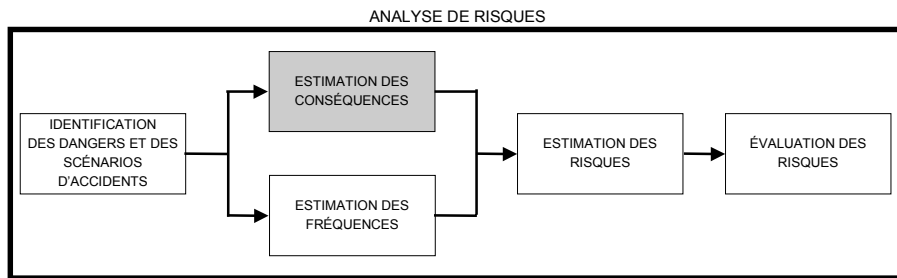 ANALYSE DE RISQUES
IDENTIFICATION
DES DANGERS ET DES
SCÉNARIOS
D'ACCIDENTS
ESTIMATION DES
CONSÉQUENCES
ESTIMATION DES
FRÉQUENCES
ESTIMATION DES
RISQUES
ÉVALUATION DES
RISQUES